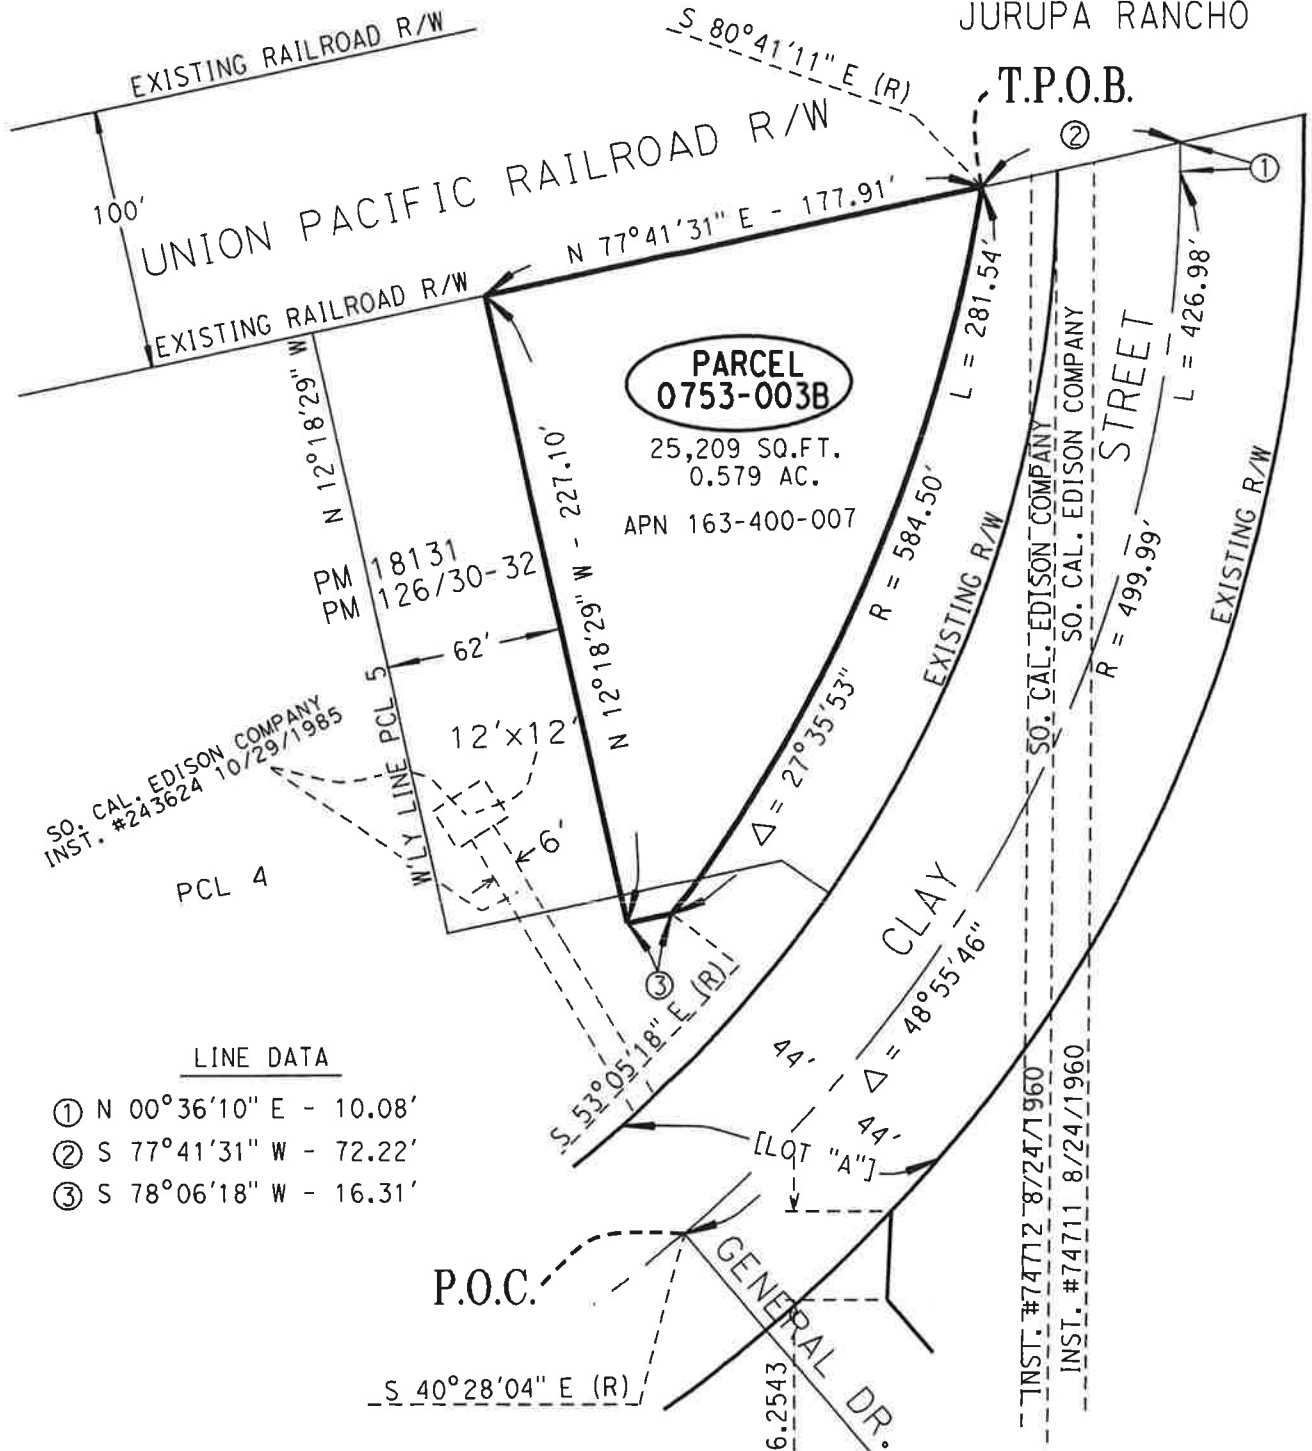 JURUPA RANCHO
EXISTING RAILROAD R/W
S 80°41'11" E (R)
T.P.O.B.
②
①
100'
UNION PACIFIC RAILROAD R/W
N 77°41'31" E - 177.91'
EXISTING RAILROAD R/W
L = 281.54'
L = 426.98'
PARCEL
0753-003B
25,209 SQ.FT.
0.579 AC.
APN 163-400-007
N 12°18'29" W
N 12°18'29" W - 227.10'
PM 18131
PM 126/30-32
62'
R = 584.50'
EXISTING R/W
SO. CAL. EDISON COMPANY
SO. CAL. EDISON COMPANY
STREET
R = 499.99'
EXISTING R/W
SO. CAL. EDISON COMPANY
INST. #243624 10/29/1985
W'LY LINE PCL 5
12'x12'
6'
Δ = 27°35'53"
PCL 4
CLAY
③
S 53°05'18" E (R)
Δ = 48°55'46"
44'
44'
[LOT "A"]
LINE DATA
① N 00°36'10" E - 10.08'
② S 77°41'31" W - 72.22'
③ S 78°06'18" W - 16.31'
INST. #74712 8/24/1960
INST. #74711 8/24/1960
P.O.C.
GENERAL DR.
S 40°28'04" E (R)
6.2543